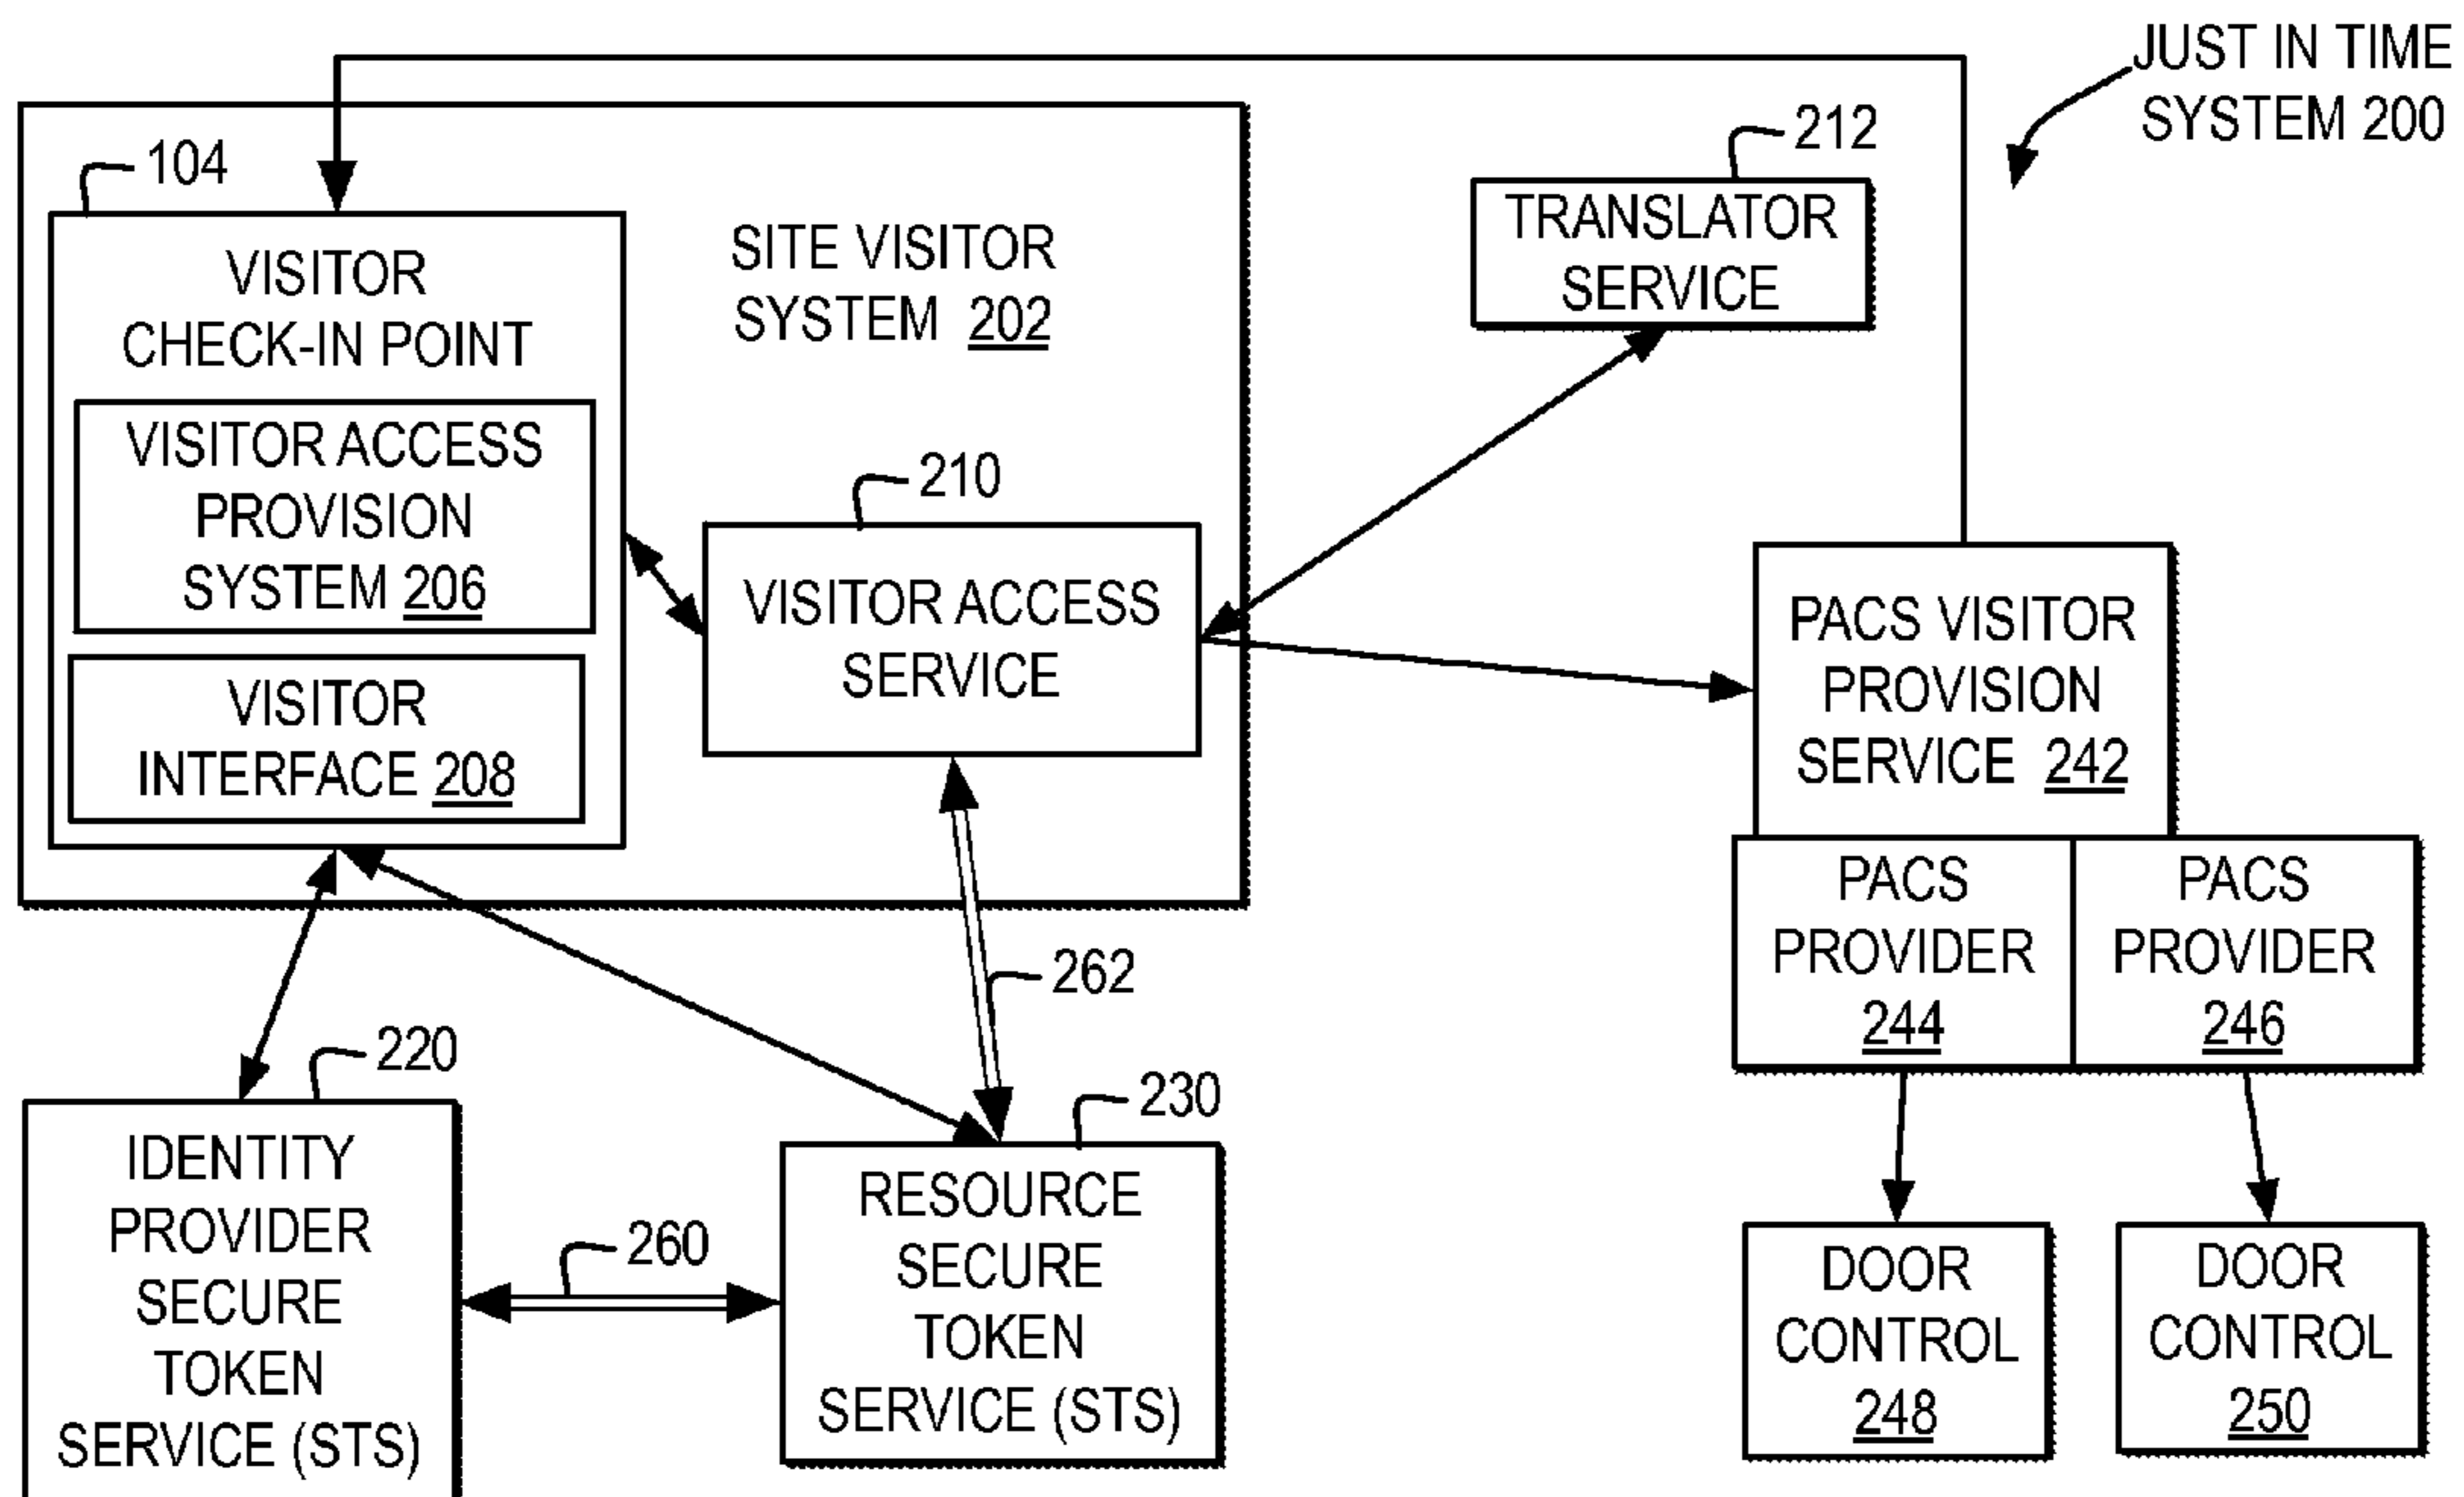 JUST IN TIME
SYSTEM 200
104
VISITOR
CHECK-IN POINT
VISITOR ACCESS
PROVISION
SYSTEM 206
VISITOR
INTERFACE 208
SITE VISITOR
SYSTEM 202
210
VISITOR ACCESS
SERVICE
212
TRANSLATOR
SERVICE
PACS VISITOR
PROVISION
SERVICE 242
PACS
PROVIDER
244
PACS
PROVIDER
246
262
220
IDENTITY
PROVIDER
SECURE
TOKEN
SERVICE (STS)
260
230
RESOURCE
SECURE
TOKEN
SERVICE (STS)
DOOR
CONTROL
248
DOOR
CONTROL
250